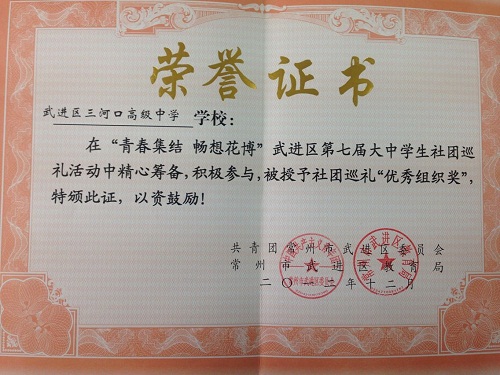 荣誉证书
武进区三河口高级中学 学校：
在“青春集结 畅想花博”武进区第七届大中学生社团巡
礼活动中精心筹备，积极参与，被授予社团巡礼“优秀组织奖”，
特颁此证，以资鼓励！
共青团常州市武进区委员会
常州市武进区教育局
二〇一二年十二月